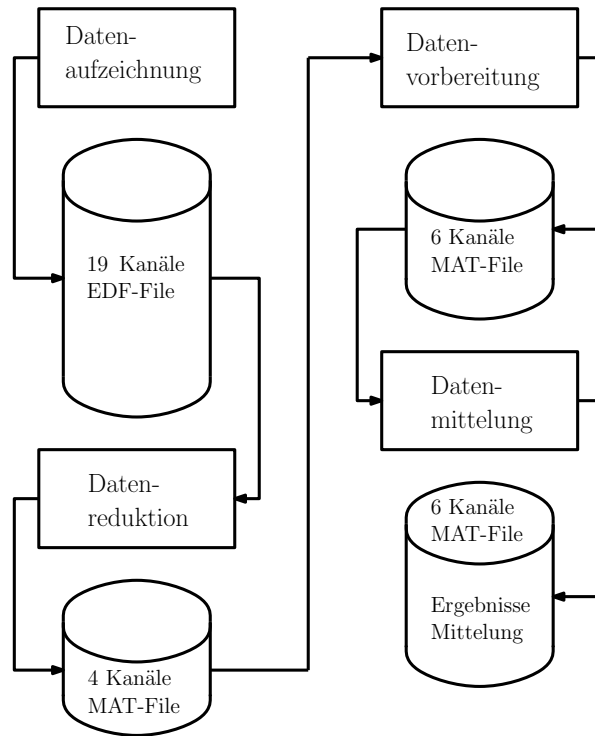 Daten-
aufzeichnung
19 Kanäle
EDF-File
Daten-
reduktion
4 Kanäle
MAT-File
Daten-
vorbereitung
6 Kanäle
MAT-File
Daten-
mittelung
6 Kanäle
MAT-File
Ergebnisse
Mittelung